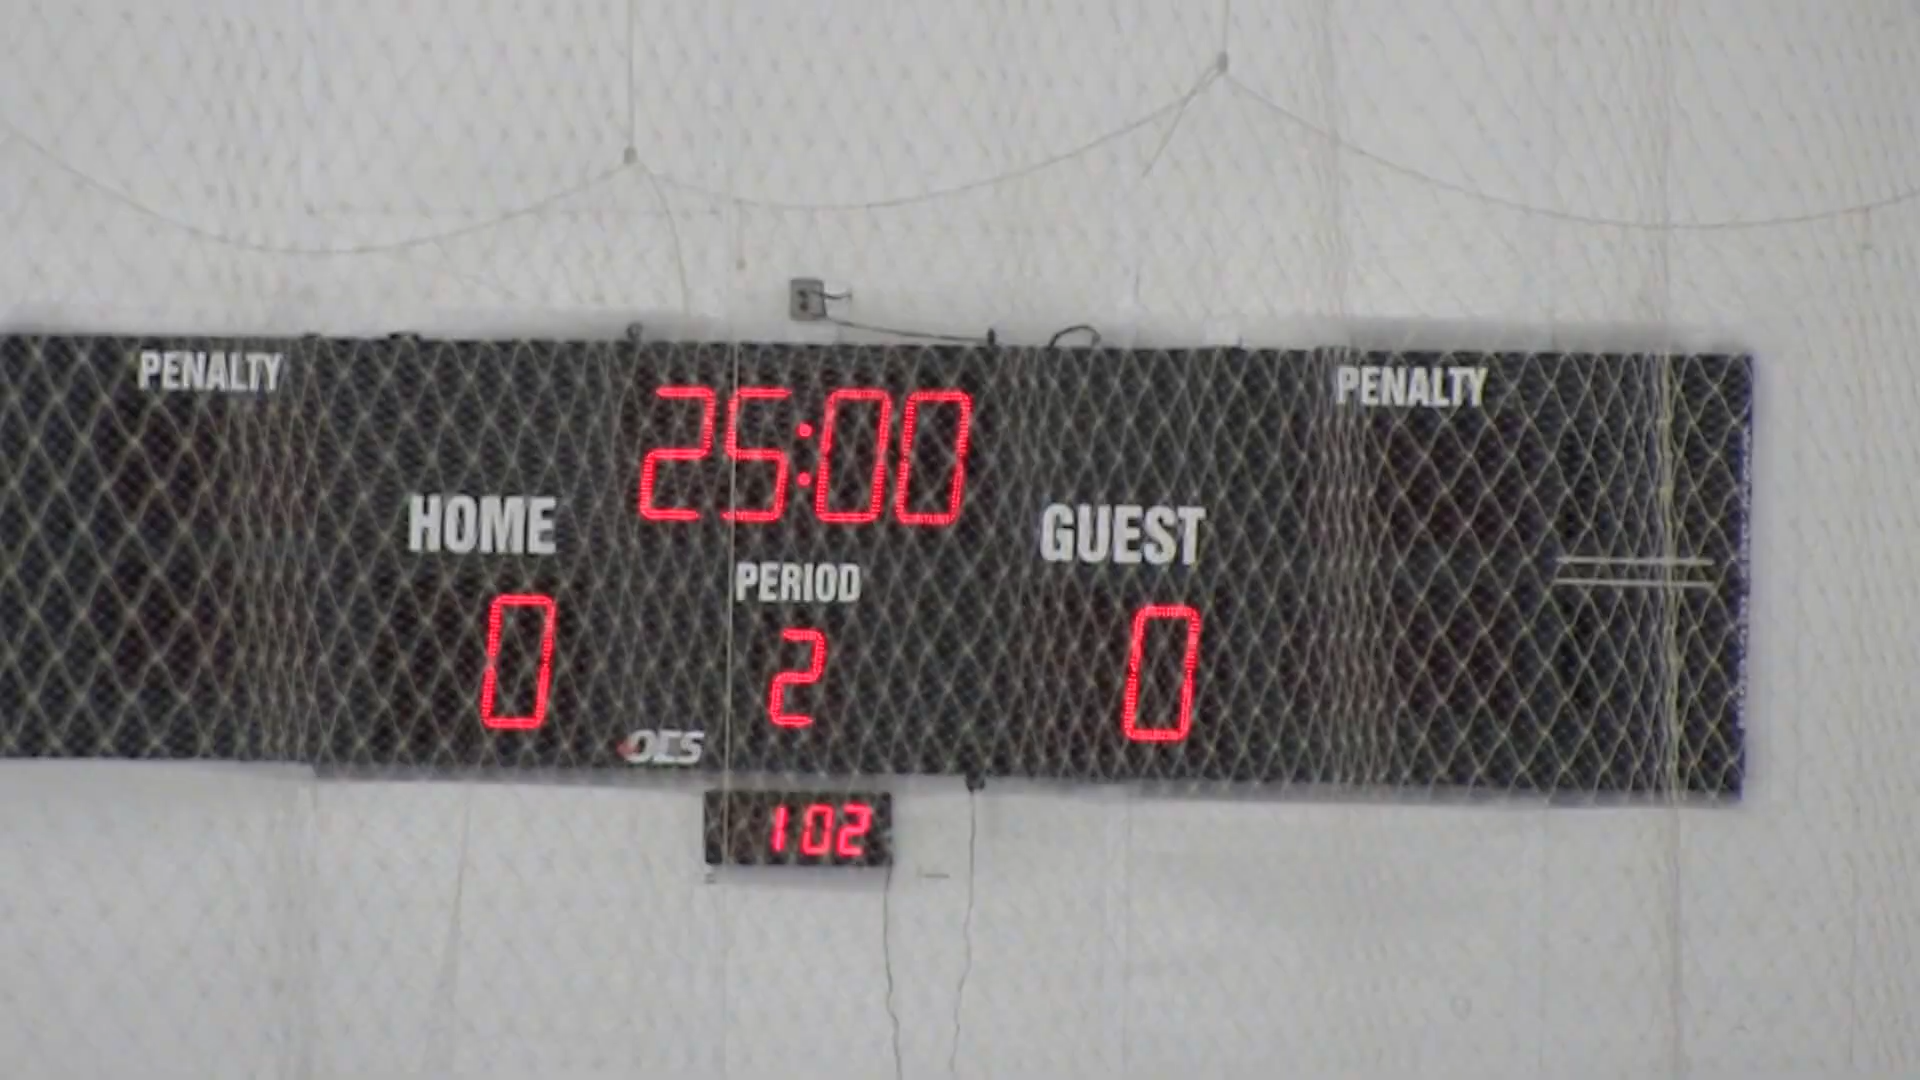 PENALTY
25:00
PENALTY
HOME
GUEST
PERIOD
0
2
0
OES
102